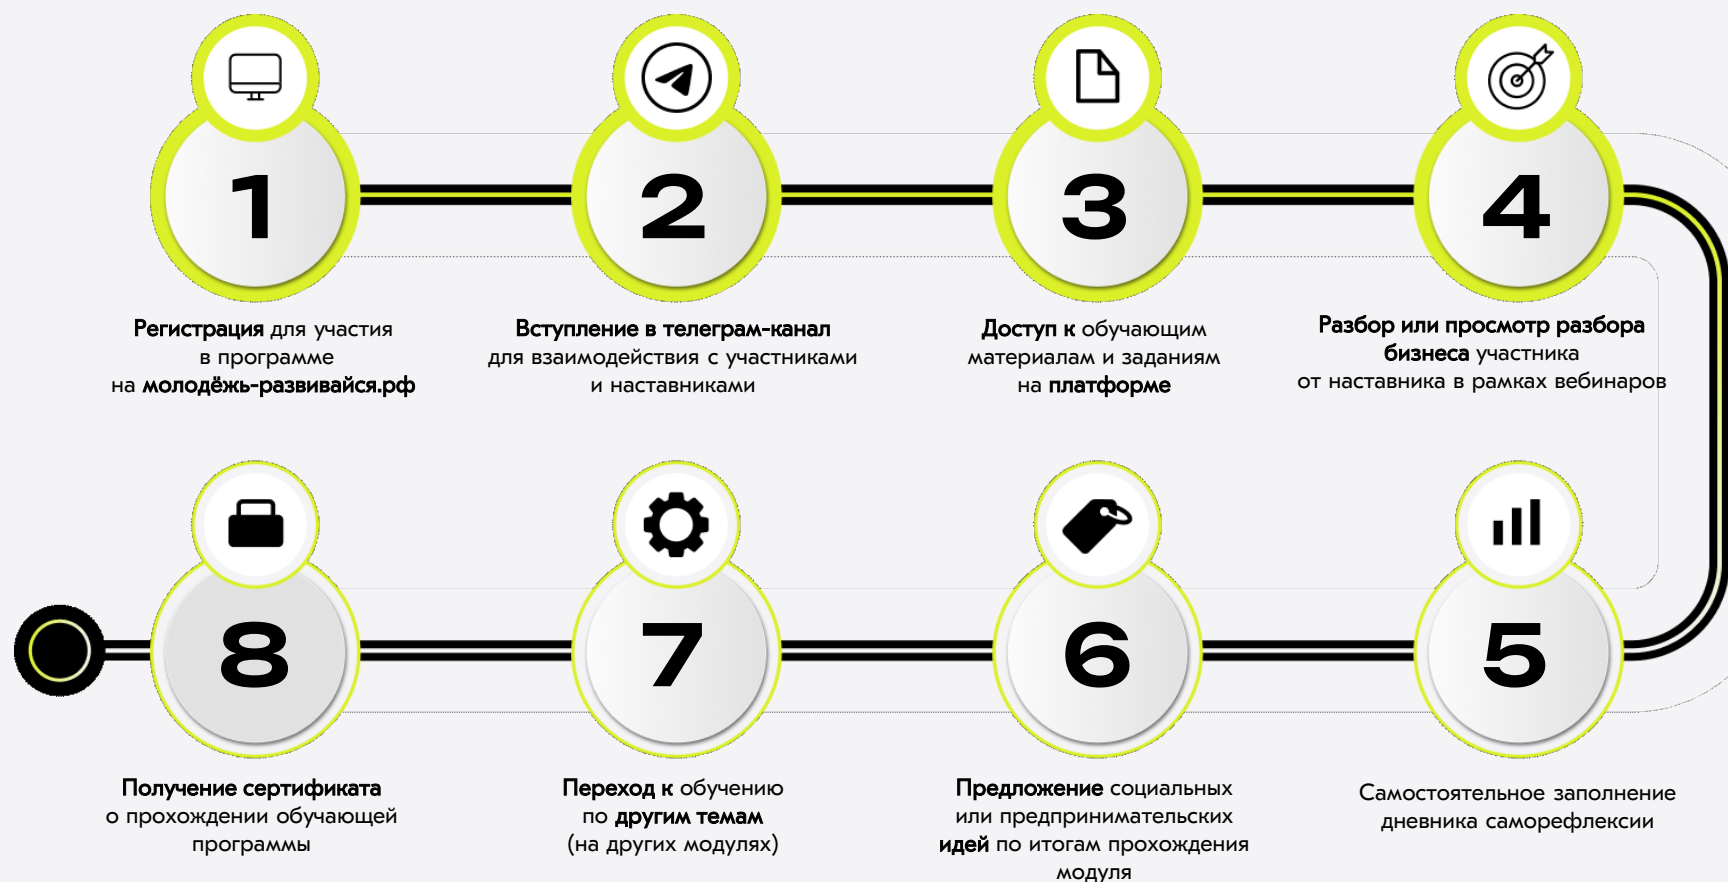 1
Регистрация для участия
в программе
на молодёжь-развивайся.рф
2
Вступление в телеграм-канал
для взаимодействия с участниками
и наставниками
3
Доступ к обучающим
материалам и заданиям
на платформе
4
Разбор или просмотр разбора
бизнеса участника
от наставника в рамках вебинаров
5
Самостоятельное заполнение
дневника саморефлексии
6
Предложение социальных
или предпринимательских
идей по итогам прохождения
модуля
7
Переход к обучению
по другим темам
(на других модулях)
8
Получение сертификата
о прохождении обучающей
программы